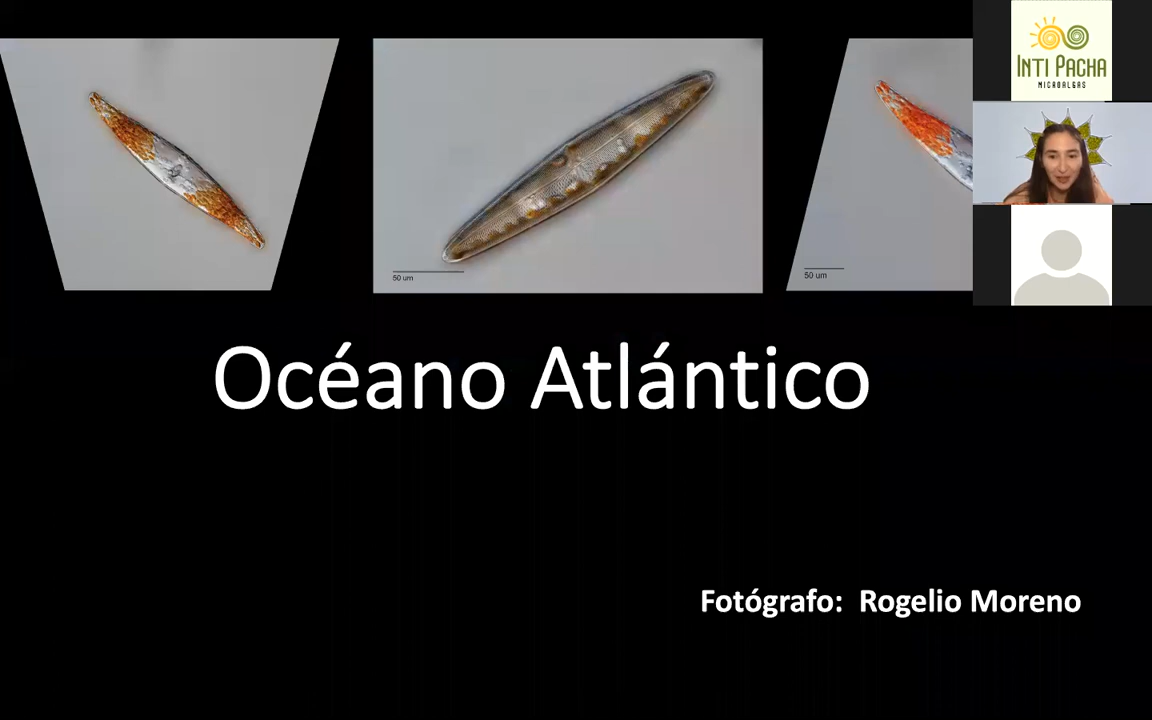 INTI PACHA
MICROALGAS
50 um
50 um
Océano Atlántico
Fotógrafo: Rogelio Moreno